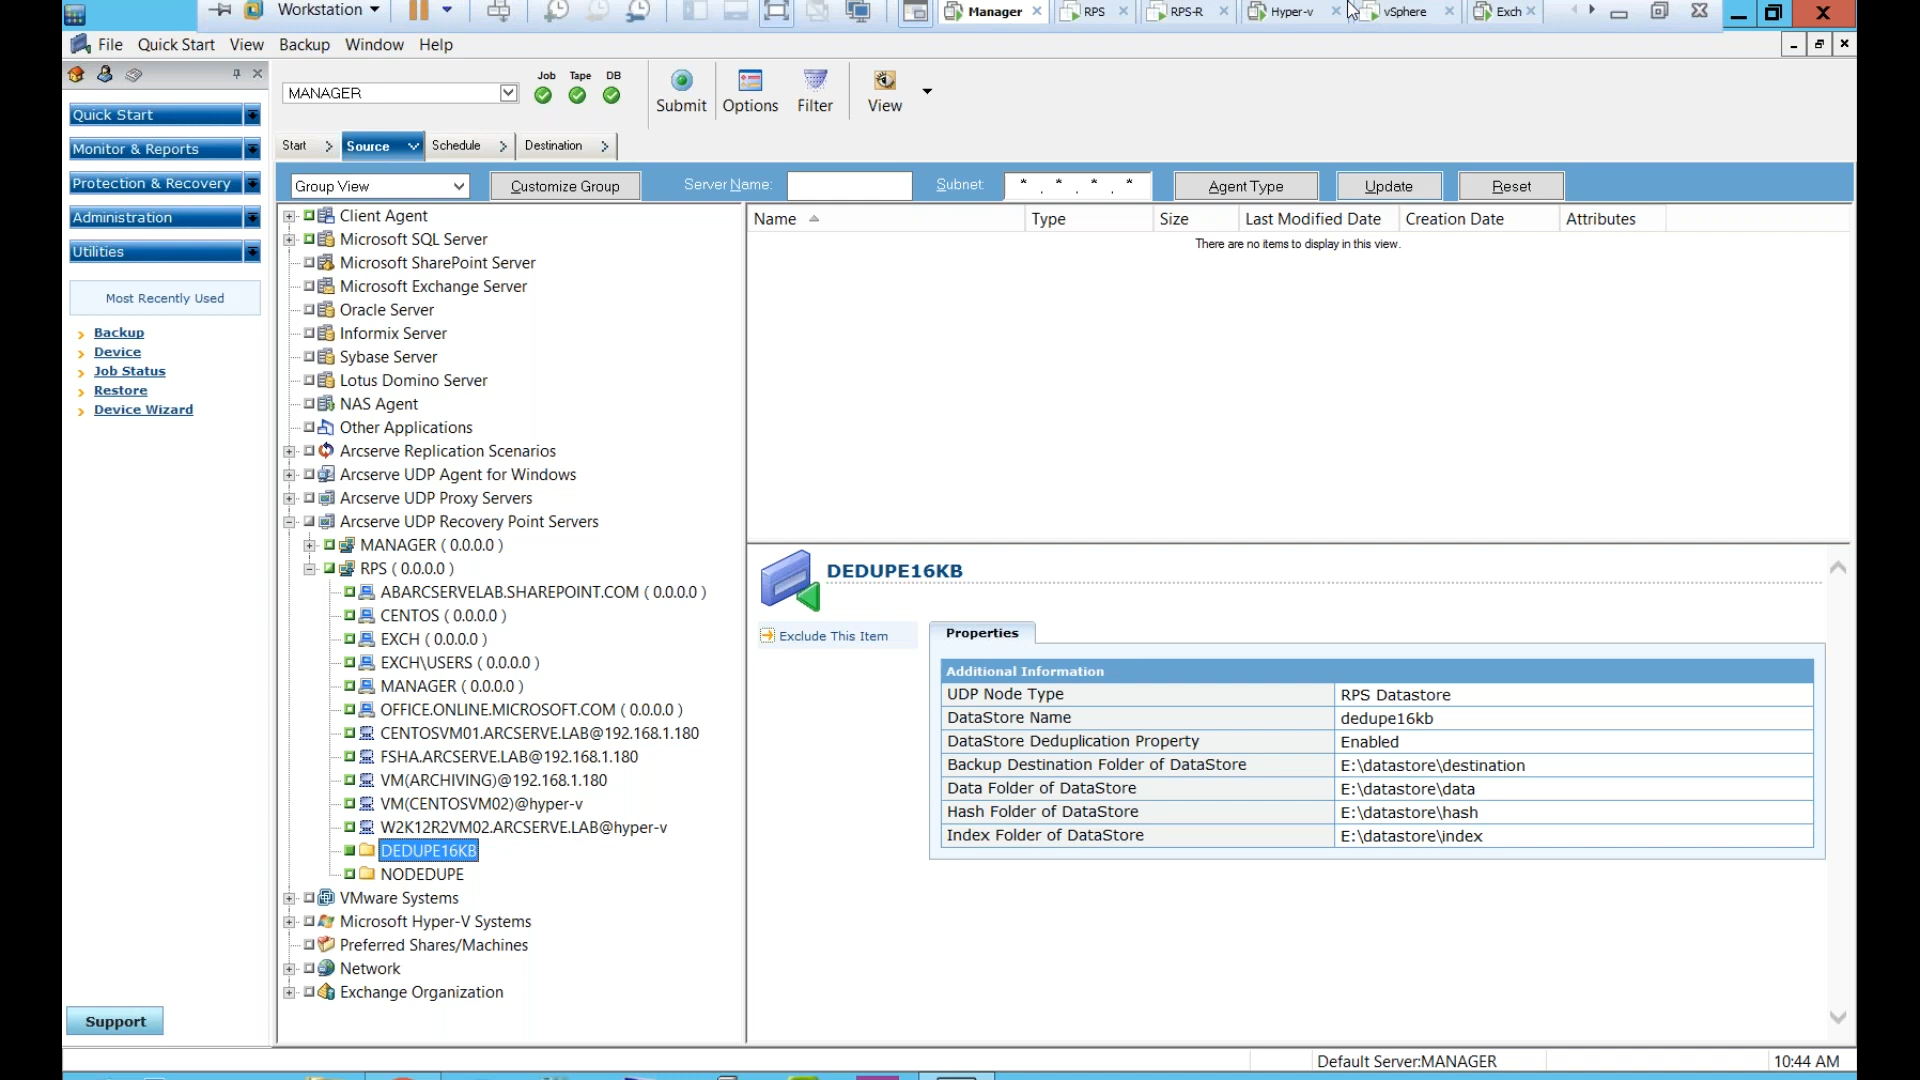 Workstation
Manager
RPS
RPS-R
Hyper-v
vSphere
Exch
File Quick Start View Backup Window Help
MANAGER
Job Tape DB
Submit Options Filter View
Quick Start
Monitor & Reports
Protection & Recovery
Administration
Utilities
Most Recently Used
Backup
Device
Job Status
Restore
Device Wizard
Support
Start Source Schedule Destination
Group View Customize Group Server Name: Subnet: * . * . * . * Agent Type Update Reset
Client Agent
Microsoft SQL Server
Microsoft SharePoint Server
Microsoft Exchange Server
Oracle Server
Informix Server
Sybase Server
Lotus Domino Server
NAS Agent
Other Applications
Arcserve Replication Scenarios
Arcserve UDP Agent for Windows
Arcserve UDP Proxy Servers
Arcserve UDP Recovery Point Servers
MANAGER ( 0.0.0.0 )
RPS ( 0.0.0.0 )
ABARCSERVELAB.SHAREPOINT.COM ( 0.0.0.0 )
CENTOS ( 0.0.0.0 )
EXCH ( 0.0.0.0 )
EXCH\USERS ( 0.0.0.0 )
MANAGER ( 0.0.0.0 )
OFFICE.ONLINE.MICROSOFT.COM ( 0.0.0.0 )
CENTOSVM01.ARCSERVE.LAB@192.168.1.180
FSHA.ARCSERVE.LAB@192.168.1.180
VM(ARCHIVING)@192.168.1.180
VM(CENTOSVM02)@hyper-v
W2K12R2VM02.ARCSERVE.LAB@hyper-v
DEDUPE16KB
NODEDUPE
VMware Systems
Microsoft Hyper-V Systems
Preferred Shares/Machines
Network
Exchange Organization
Name Type Size Last Modified Date Creation Date Attributes
There are no items to display in this view.
DEDUPE16KB
Exclude This Item
Properties
Additional Information
UDP Node Type RPS Datastore
DataStore Name dedupe16kb
DataStore Deduplication Property Enabled
Backup Destination Folder of DataStore E:\datastore\destination
Data Folder of DataStore E:\datastore\data
Hash Folder of DataStore E:\datastore\hash
Index Folder of DataStore E:\datastore\index
Default Server:MANAGER 10:44 AM